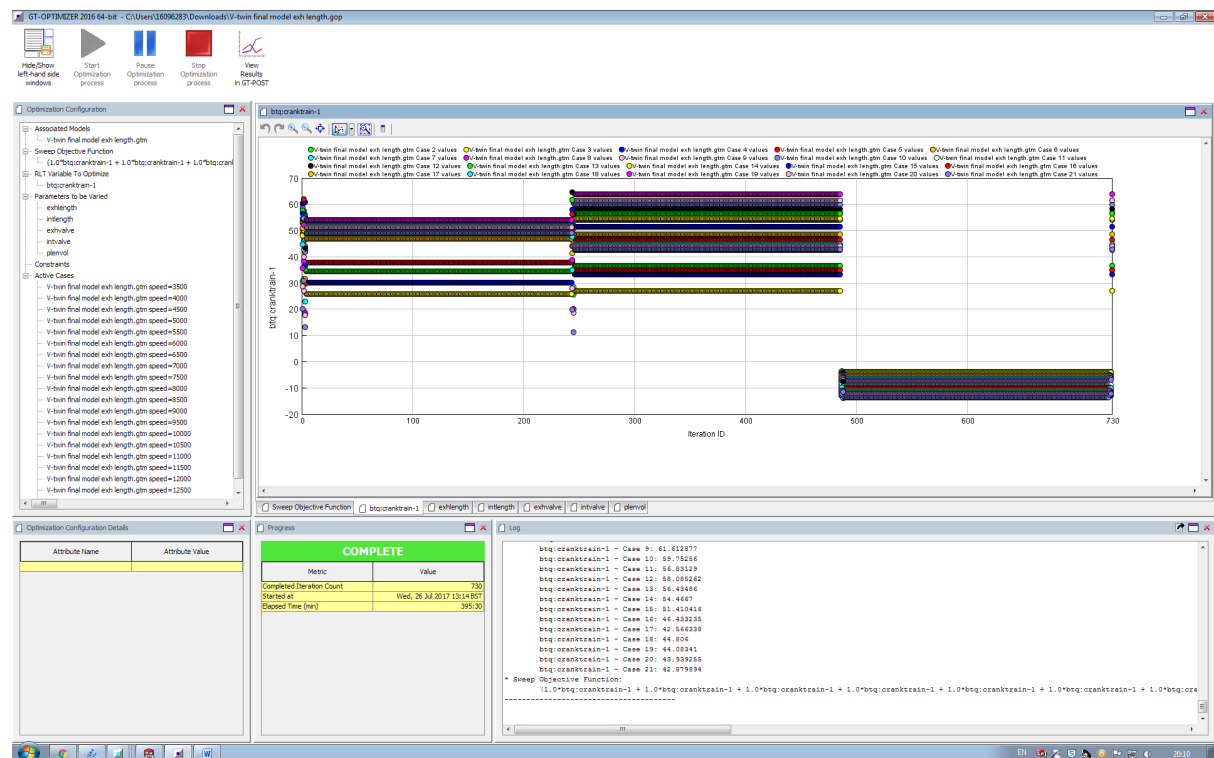 GT-OPTIMIZER 2016 64-bit - C:\Users\16096283\Downloads\V-twin final model exh length.gop
Hide/Show left-hand side windows
Start Optimization process
Pause Optimization process
Stop Optimization process
View Results in GT-POST
Optimization Configuration
Associated Models
V-twin final model exh length.gtm
Sweep Objective Function
(1.0*btq:cranktrain-1 + 1.0*btq:cranktrain-1 + 1.0*btq:crank
RLT Variable To Optimize
btq:cranktrain-1
Parameters to be Varied
exhlength
intlength
exhvalve
intvalve
plenvol
Constraints
Active Cases
V-twin final model exh length.gtm speed=3500
V-twin final model exh length.gtm speed=4000
V-twin final model exh length.gtm speed=4500
V-twin final model exh length.gtm speed=5000
V-twin final model exh length.gtm speed=5500
V-twin final model exh length.gtm speed=6000
V-twin final model exh length.gtm speed=6500
V-twin final model exh length.gtm speed=7000
V-twin final model exh length.gtm speed=7500
V-twin final model exh length.gtm speed=8000
V-twin final model exh length.gtm speed=8500
V-twin final model exh length.gtm speed=9000
V-twin final model exh length.gtm speed=9500
V-twin final model exh length.gtm speed=10000
V-twin final model exh length.gtm speed=10500
V-twin final model exh length.gtm speed=11000
V-twin final model exh length.gtm speed=11500
V-twin final model exh length.gtm speed=12000
V-twin final model exh length.gtm speed=12500
btq:cranktrain-1
V-twin final model exh length.gtm Case 2 values V-twin final model exh length.gtm Case 3 values V-twin final model exh length.gtm Case 4 values V-twin final model exh length.gtm Case 5 values V-twin final model exh length.gtm Case 6 values
V-twin final model exh length.gtm Case 7 values V-twin final model exh length.gtm Case 8 values V-twin final model exh length.gtm Case 9 values V-twin final model exh length.gtm Case 10 values V-twin final model exh length.gtm Case 11 values
V-twin final model exh length.gtm Case 12 values V-twin final model exh length.gtm Case 13 values V-twin final model exh length.gtm Case 14 values V-twin final model exh length.gtm Case 15 values V-twin final model exh length.gtm Case 16 values
V-twin final model exh length.gtm Case 17 values V-twin final model exh length.gtm Case 18 values V-twin final model exh length.gtm Case 19 values V-twin final model exh length.gtm Case 20 values V-twin final model exh length.gtm Case 21 values
70
60
50
40
30
20
10
0
-10
-20
btq:cranktrain-1
0 100 200 300 400 500 600 730
Iteration ID
Sweep Objective Function btq:cranktrain-1 exhlength intlength exhvalve intvalve plenvol
Optimization Configuration Details
Attribute Name Attribute Value
Progress
COMPLETE
Metric Value
Completed Iteration Count 730
Started at Wed, 26 Jul 2017 13:14 BST
Elapsed Time (min) 395:30
Log
btq:cranktrain-1 - Case 9: 61.612877
btq:cranktrain-1 - Case 10: 59.75256
btq:cranktrain-1 - Case 11: 56.83129
btq:cranktrain-1 - Case 12: 58.085262
btq:cranktrain-1 - Case 13: 56.43486
btq:cranktrain-1 - Case 14: 54.4667
btq:cranktrain-1 - Case 15: 51.410416
btq:cranktrain-1 - Case 16: 46.433235
btq:cranktrain-1 - Case 17: 42.566338
btq:cranktrain-1 - Case 18: 44.806
btq:cranktrain-1 - Case 19: 44.08341
btq:cranktrain-1 - Case 20: 43.939255
btq:cranktrain-1 - Case 21: 42.879894
* Sweep Objective Function:
(1.0*btq:cranktrain-1 + 1.0*btq:cranktrain-1 + 1.0*btq:cranktrain-1 + 1.0*btq:cranktrain-1 + 1.0*btq:cranktrain-1 + 1.0*btq:cranktrain-1 + 1.0*btq:cra
EN
20:10